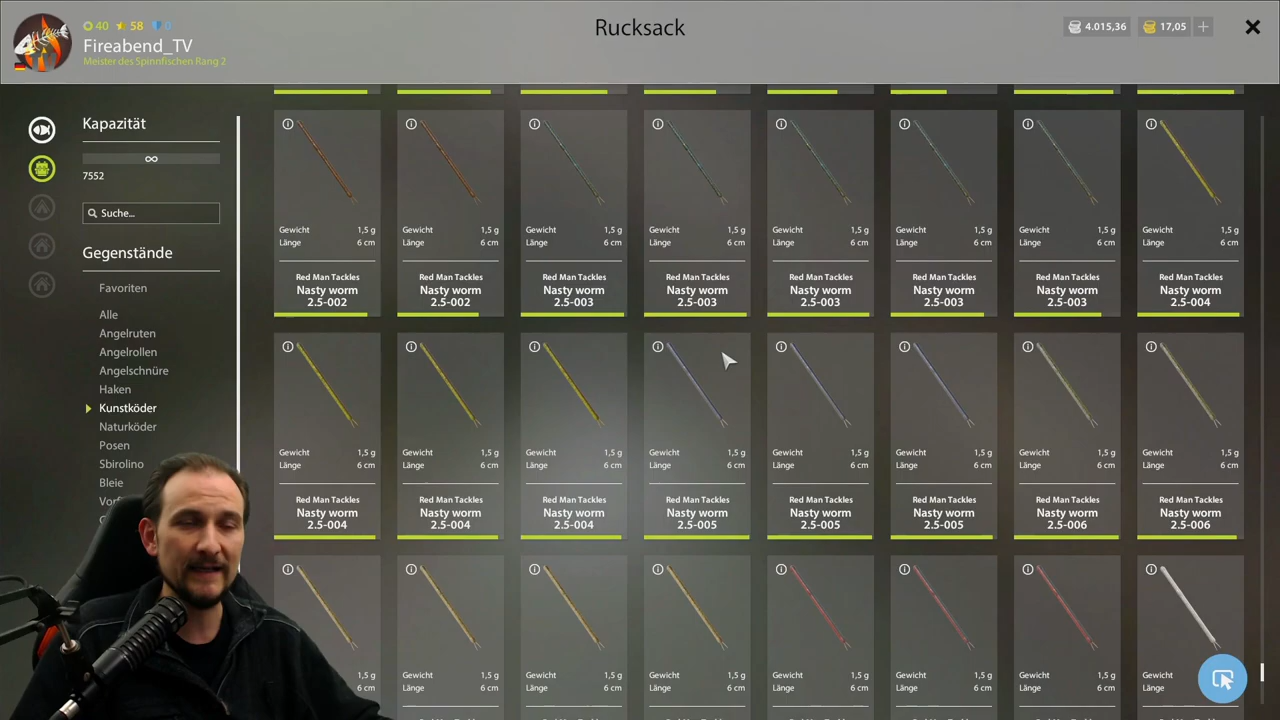 40 58 0
Fireabend_TV
Meister des Spinnfischen Rang 2
Rucksack
4.015,36
17,05
Kapazität
∞
7552
Suche...
Gegenstände
Favoriten
Alle
Angelruten
Angelrollen
Angelschnüre
Haken
Kunstköder
Naturköder
Posen
Sbirolino
Bleie
Gewicht 1,5 g
Länge 6 cm
Red Man Tackles
Nasty worm
2.5-002
Gewicht 1,5 g
Länge 6 cm
Red Man Tackles
Nasty worm
2.5-002
Gewicht 1,5 g
Länge 6 cm
Red Man Tackles
Nasty worm
2.5-003
Gewicht 1,5 g
Länge 6 cm
Red Man Tackles
Nasty worm
2.5-003
Gewicht 1,5 g
Länge 6 cm
Red Man Tackles
Nasty worm
2.5-003
Gewicht 1,5 g
Länge 6 cm
Red Man Tackles
Nasty worm
2.5-003
Gewicht 1,5 g
Länge 6 cm
Red Man Tackles
Nasty worm
2.5-003
Gewicht 1,5 g
Länge 6 cm
Red Man Tackles
Nasty worm
2.5-004
Gewicht 1,5 g
Länge 6 cm
Red Man Tackles
Nasty worm
2.5-004
Gewicht 1,5 g
Länge 6 cm
Red Man Tackles
Nasty worm
2.5-004
Gewicht 1,5 g
Länge 6 cm
Red Man Tackles
Nasty worm
2.5-004
Gewicht 1,5 g
Länge 6 cm
Red Man Tackles
Nasty worm
2.5-005
Gewicht 1,5 g
Länge 6 cm
Red Man Tackles
Nasty worm
2.5-005
Gewicht 1,5 g
Länge 6 cm
Red Man Tackles
Nasty worm
2.5-005
Gewicht 1,5 g
Länge 6 cm
Red Man Tackles
Nasty worm
2.5-006
Gewicht 1,5 g
Länge 6 cm
Red Man Tackles
Nasty worm
2.5-006
1,5 g
6 cm
Gewicht 1,5 g
Länge 6 cm
Gewicht 1,5 g
Länge 6 cm
Gewicht 1,5 g
Länge 6 cm
Gewicht 1,5 g
Länge 6 cm
Gewicht 1,5 g
Länge 6 cm
Gewicht 1,5 g
Länge 6 cm
Gewicht
Länge